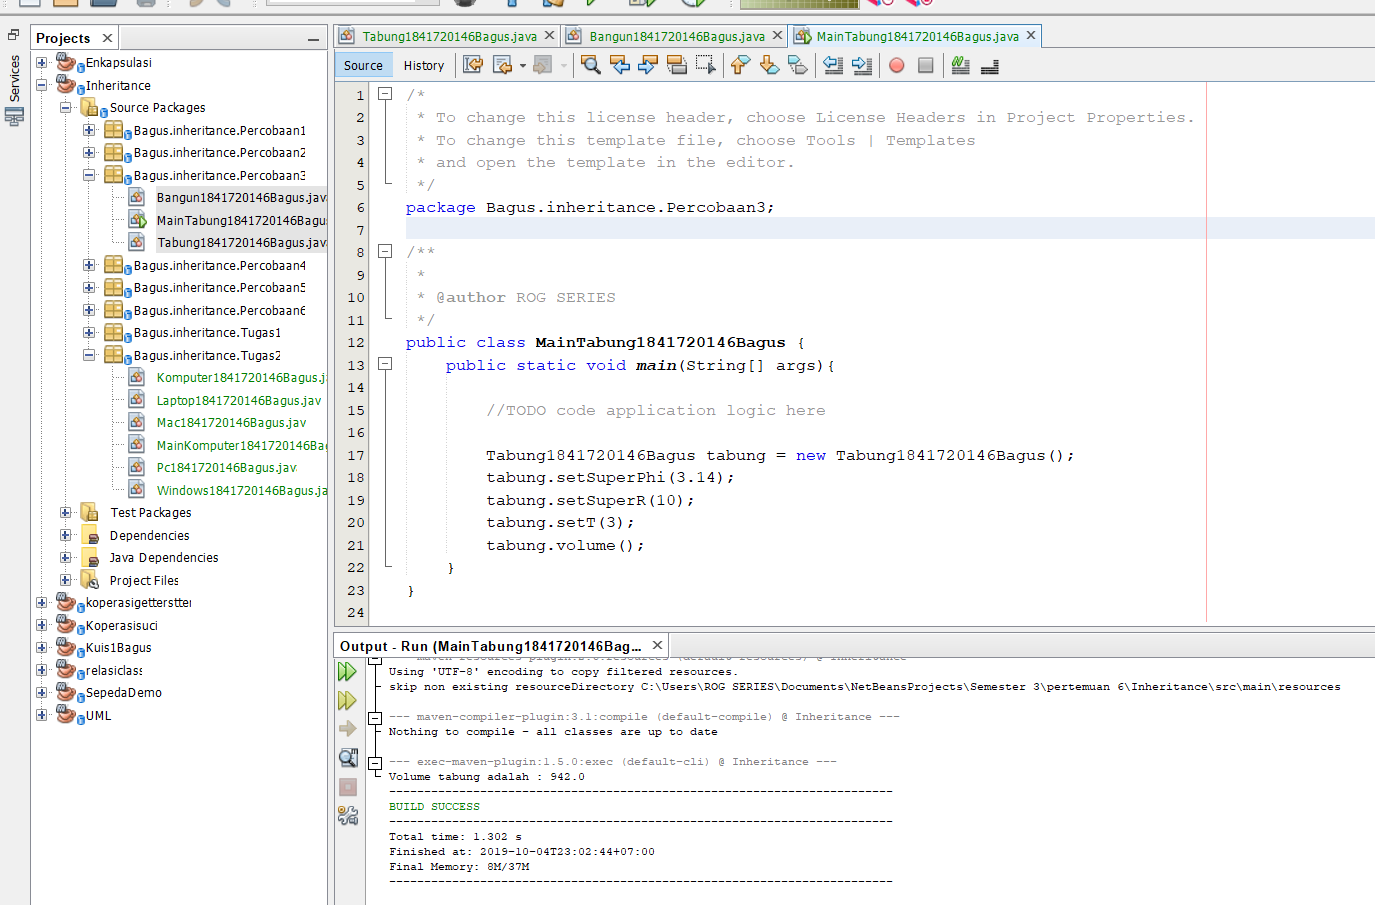 Projects
Services
Enkapsulasi
Inheritance
Source Packages
Bagus.inheritance.Percobaan1
Bagus.inheritance.Percobaan2
Bagus.inheritance.Percobaan3
Bangun1841720146Bagus.jav
MainTabung1841720146Bagu
Tabung1841720146Bagus.jav
Bagus.inheritance.Percobaan4
Bagus.inheritance.Percobaan5
Bagus.inheritance.Percobaan6
Bagus.inheritance.Tugas1
Bagus.inheritance.Tugas2
Komputer1841720146Bagus.j
Laptop1841720146Bagus.jav
Mac1841720146Bagus.jav
MainKomputer1841720146Ba
Pc1841720146Bagus.jav
Windows1841720146Bagus.ja
Test Packages
Dependencies
Java Dependencies
Project Files
koperasigetterstter
Koperasisuci
Kuis1Bagus
relasiclass
SepedaDemo
UML
Tabung1841720146Bagus.java
Bangun1841720146Bagus.java
MainTabung1841720146Bagus.java
Source History
1 /*
2 * To change this license header, choose License Headers in Project Properties.
3 * To change this template file, choose Tools | Templates
4 * and open the template in the editor.
5 */
6 package Bagus.inheritance.Percobaan3;
7
8 /**
9 *
10 * @author ROG SERIES
11 */
12 public class MainTabung1841720146Bagus {
13 public static void main(String[] args){
14
15 //TODO code application logic here
16
17 Tabung1841720146Bagus tabung = new Tabung1841720146Bagus();
18 tabung.setSuperPhi(3.14);
19 tabung.setSuperR(10);
20 tabung.setT(3);
21 tabung.volume();
22 }
23 }
24
Output - Run (MainTabung1841720146Bag...
--- maven-resources-plugin:2.6:resources (default-resources) @ Inheritance
Using 'UTF-8' encoding to copy filtered resources.
skip non existing resourceDirectory C:\Users\ROG SERIES\Documents\NetBeansProjects\Semester 3\pertemuan 6\Inheritance\src\main\resources
--- maven-compiler-plugin:3.1:compile (default-compile) @ Inheritance ---
Nothing to compile - all classes are up to date
--- exec-maven-plugin:1.5.0:exec (default-cli) @ Inheritance ---
Volume tabung adalah : 942.0
------------------------------------------------------------------------
BUILD SUCCESS
------------------------------------------------------------------------
Total time: 1.302 s
Finished at: 2019-10-04T23:02:44+07:00
Final Memory: 8M/37M
------------------------------------------------------------------------